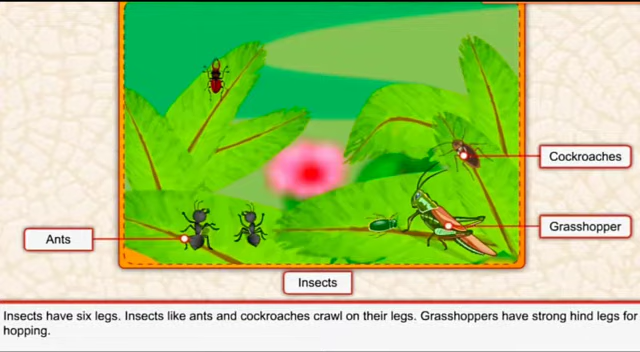 Cockroaches
Grasshopper
Ants
Insects
Insects have six legs. Insects like ants and cockroaches crawl on their legs. Grasshoppers have strong hind legs for
hopping.